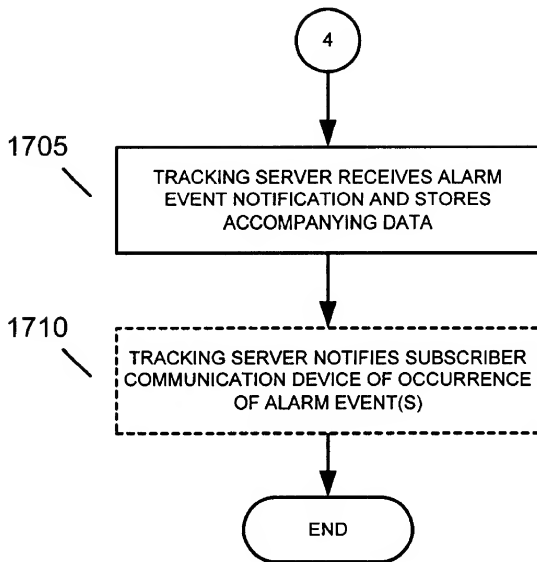 4
1705
TRACKING SERVER RECEIVES ALARM
EVENT NOTIFICATION AND STORES
ACCOMPANYING DATA
1710
TRACKING SERVER NOTIFIES SUBSCRIBER
COMMUNICATION DEVICE OF OCCURRENCE
OF ALARM EVENT(S)
END